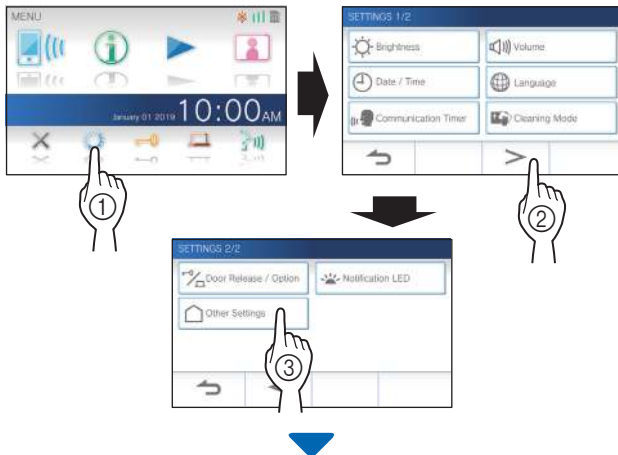 MENU
January 01 2019 10:00AM
①
SETTINGS 1/2
Brightness
Volume
Date / Time
Language
Communication Timer
Cleaning Mode
②
SETTINGS 2/2
Door Release / Option
Notification LED
Other Settings
③